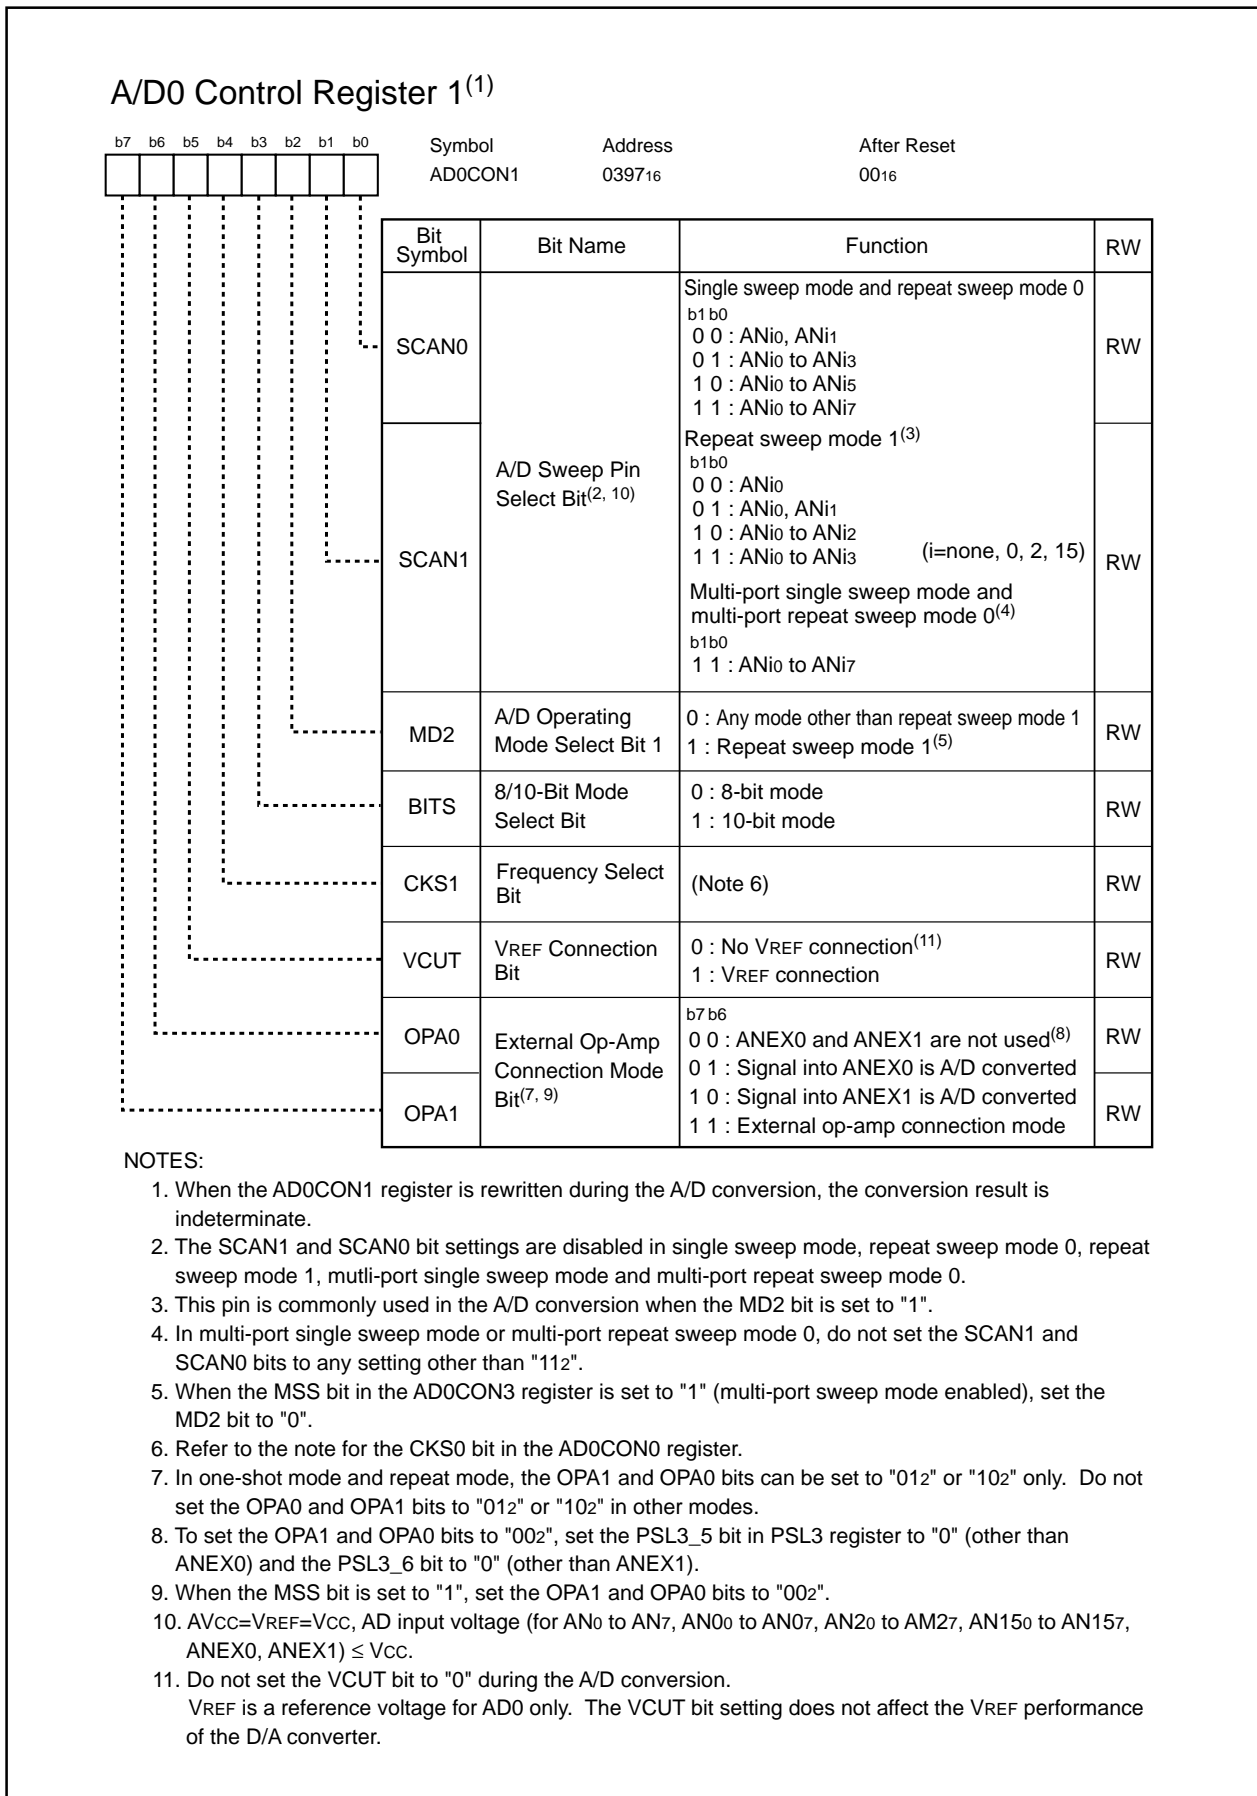 A/D0 Control Register 1(1)
b7 b6 b5 b4 b3 b2 b1 b0
Symbol Address After Reset
AD0CON1 039716 0016
Bit Symbol Bit Name Function RW
SCAN0
A/D Sweep Pin
Select Bit(2, 10)
Single sweep mode and repeat sweep mode 0
b1 b0
0 0 : ANi0, ANi1
0 1 : ANi0 to ANi3
1 0 : ANi0 to ANi5
1 1 : ANi0 to ANi7
RW
SCAN1
Repeat sweep mode 1(3)
b1b0
0 0 : ANi0
0 1 : ANi0, ANi1
1 0 : ANi0 to ANi2
1 1 : ANi0 to ANi3 (i=none, 0, 2, 15)
Multi-port single sweep mode and
multi-port repeat sweep mode 0(4)
b1b0
1 1 : ANi0 to ANi7
RW
MD2
A/D Operating
Mode Select Bit 1
0 : Any mode other than repeat sweep mode 1
1 : Repeat sweep mode 1(5)
RW
BITS
8/10-Bit Mode
Select Bit
0 : 8-bit mode
1 : 10-bit mode
RW
CKS1
Frequency Select
Bit
(Note 6)
RW
VCUT
VREF Connection
Bit
0 : No VREF connection(11)
1 : VREF connection
RW
OPA0
External Op-Amp
Connection Mode
Bit(7, 9)
b7 b6
0 0 : ANEX0 and ANEX1 are not used(8)
0 1 : Signal into ANEX0 is A/D converted
1 0 : Signal into ANEX1 is A/D converted
1 1 : External op-amp connection mode
RW
OPA1
RW
NOTES:
1. When the AD0CON1 register is rewritten during the A/D conversion, the conversion result is
indeterminate.
2. The SCAN1 and SCAN0 bit settings are disabled in single sweep mode, repeat sweep mode 0, repeat
sweep mode 1, mutli-port single sweep mode and multi-port repeat sweep mode 0.
3. This pin is commonly used in the A/D conversion when the MD2 bit is set to "1".
4. In multi-port single sweep mode or multi-port repeat sweep mode 0, do not set the SCAN1 and
SCAN0 bits to any setting other than "112".
5. When the MSS bit in the AD0CON3 register is set to "1" (multi-port sweep mode enabled), set the
MD2 bit to "0".
6. Refer to the note for the CKS0 bit in the AD0CON0 register.
7. In one-shot mode and repeat mode, the OPA1 and OPA0 bits can be set to "012" or "102" only. Do not
set the OPA0 and OPA1 bits to "012" or "102" in other modes.
8. To set the OPA1 and OPA0 bits to "002", set the PSL3_5 bit in PSL3 register to "0" (other than
ANEX0) and the PSL3_6 bit to "0" (other than ANEX1).
9. When the MSS bit is set to "1", set the OPA1 and OPA0 bits to "002".
10. AVCC=VREF=VCC, AD input voltage (for AN0 to AN7, AN00 to AN07, AN20 to AM27, AN150 to AN157,
ANEX0, ANEX1) ≤ VCC.
11. Do not set the VCUT bit to "0" during the A/D conversion.
VREF is a reference voltage for AD0 only. The VCUT bit setting does not affect the VREF performance
of the D/A converter.